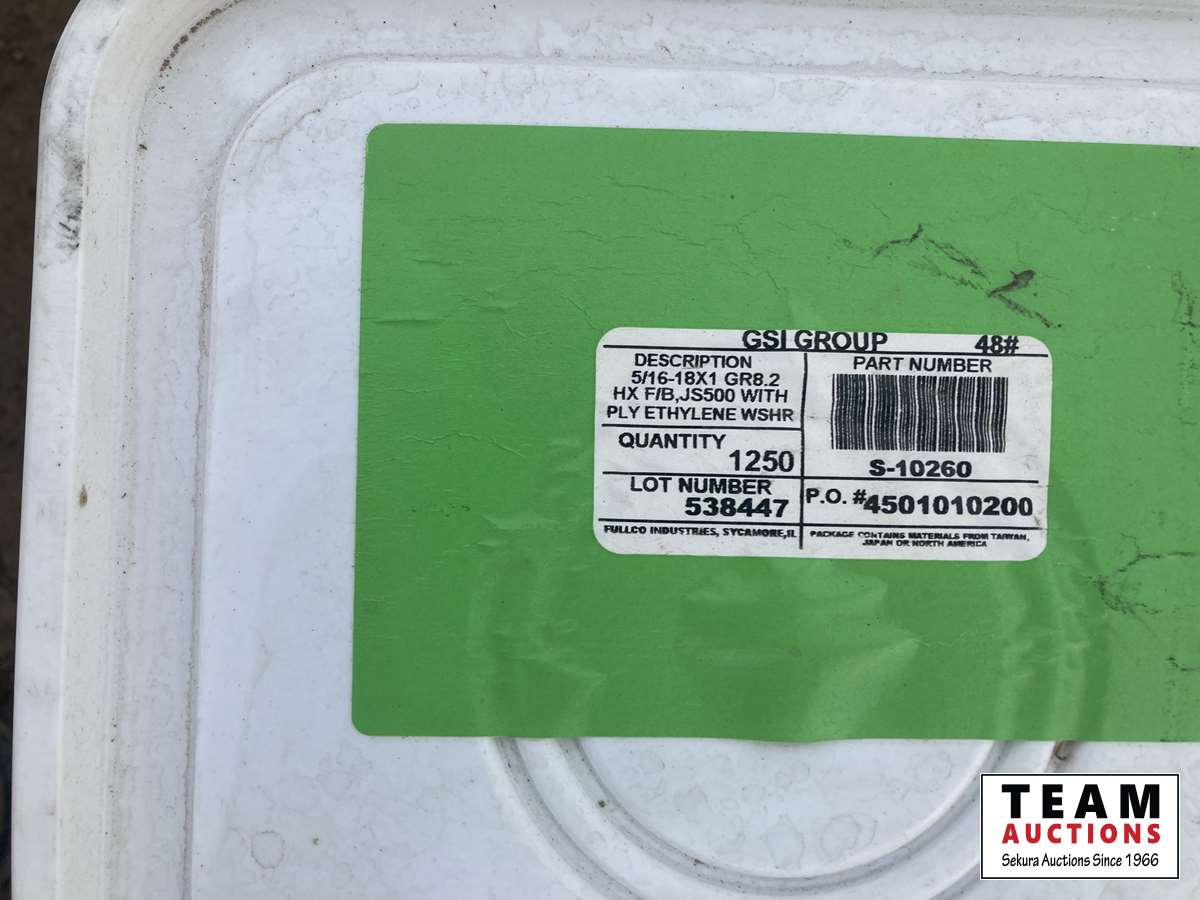 GSI GROUP 48#
DESCRIPTION
5/16-18X1 GR8.2
HX F/B,JS500 WITH
PLY ETHYLENE WSHR
PART NUMBER
S-10260
QUANTITY
1250
LOT NUMBER
538447
P.O. #4501010200
FULLCO INDUSTRIES, SYCAMORE,IL
PACKAGE CONTAINS MATERIALS FROM TAIWAN,
JAPAN OR NORTH AMERICA
TEAM
AUCTIONS
Sekura Auctions Since 1966